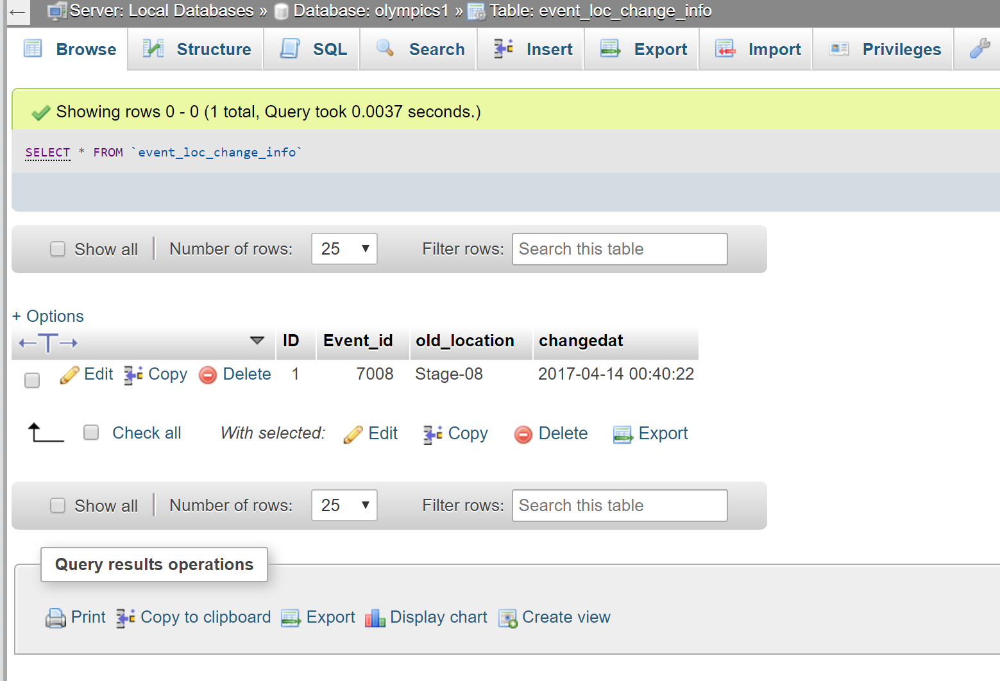 Server: Local Databases » Database: olympics1 » Table: event_loc_change_info
Browse Structure SQL Search Insert Export Import Privileges
Showing rows 0 - 0 (1 total, Query took 0.0037 seconds.)
SELECT * FROM `event_loc_change_info`
Show all Number of rows: 25 Filter rows: Search this table
+ Options
←T→ ID Event_id old_location changedat
Edit Copy Delete 1 7008 Stage-08 2017-04-14 00:40:22
Check all With selected: Edit Copy Delete Export
Show all Number of rows: 25 Filter rows: Search this table
Query results operations
Print Copy to clipboard Export Display chart Create view